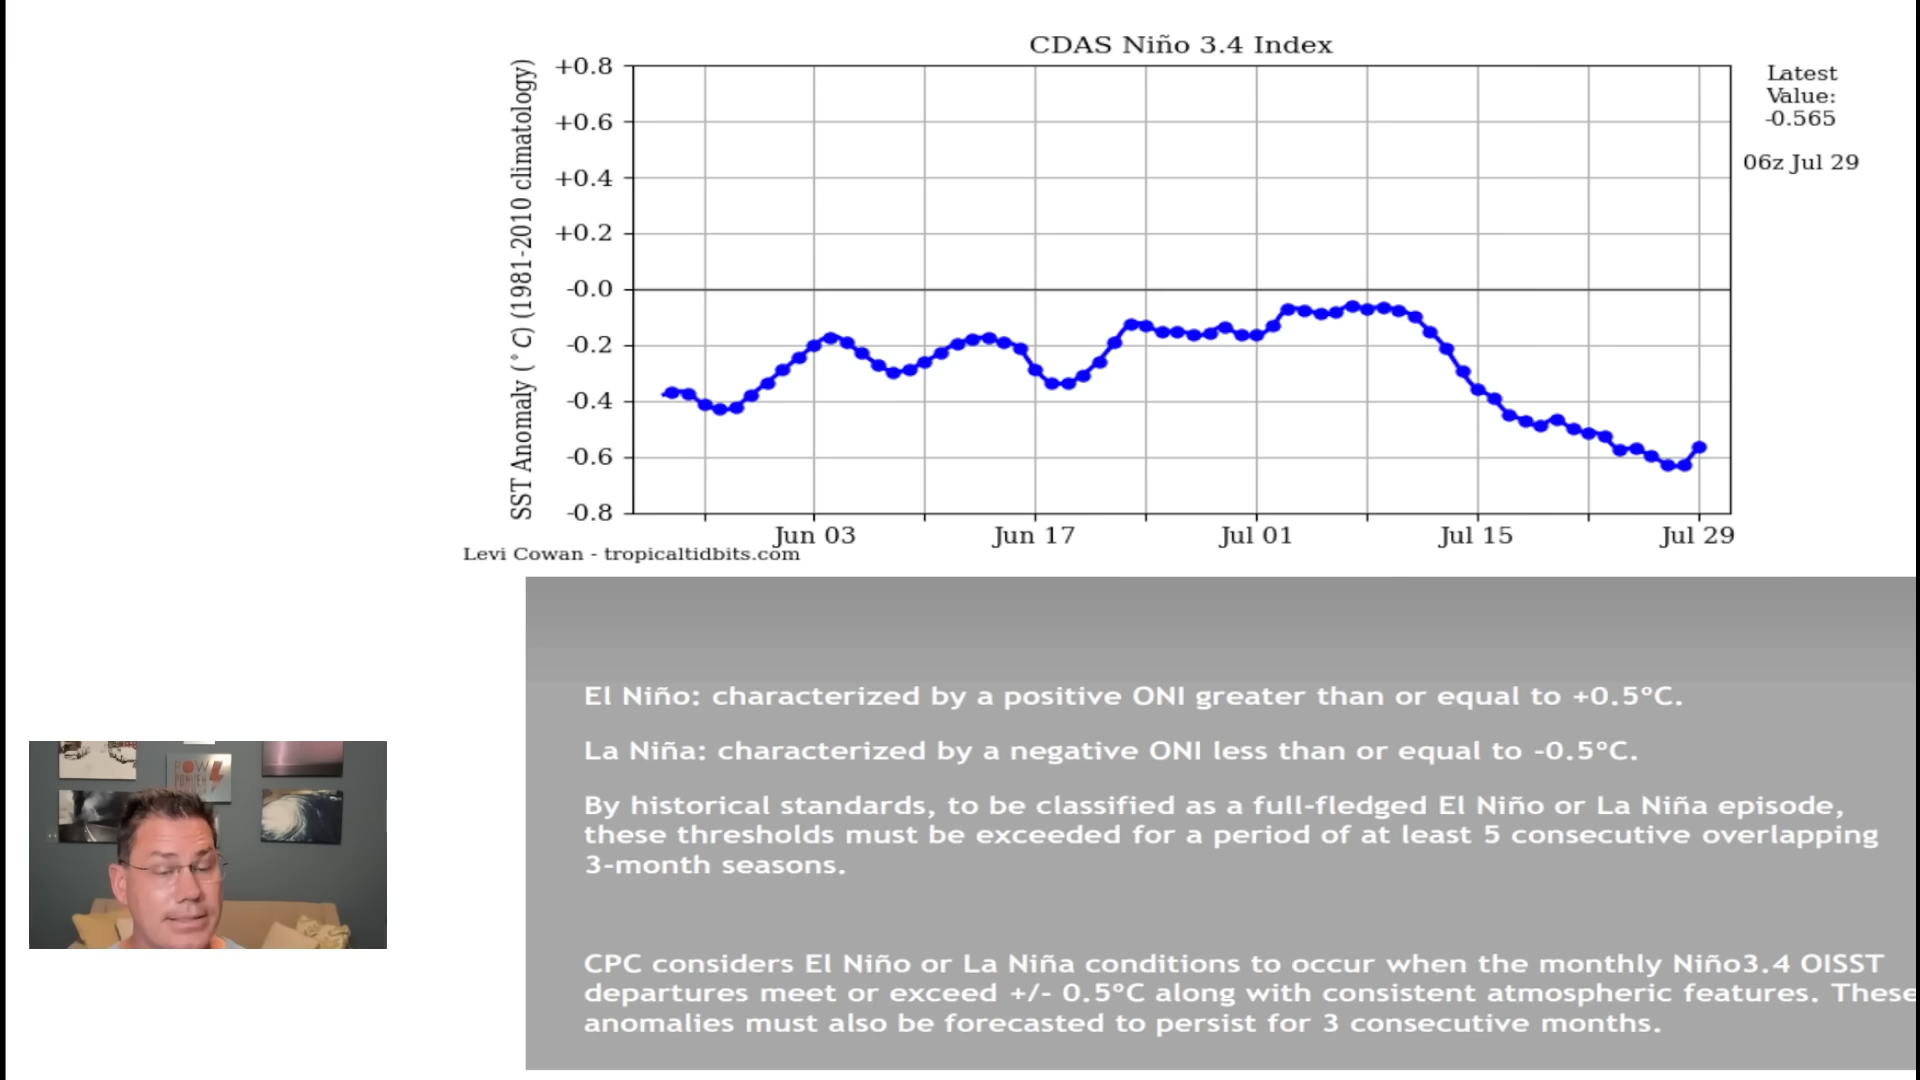 CDAS Niño 3.4 Index
SST Anomaly (°C) (1981-2010 climatology)
+0.8
+0.6
+0.4
+0.2
-0.0
-0.2
-0.4
-0.6
-0.8
Jun 03
Jun 17
Jul 01
Jul 15
Jul 29
Latest
Value:
-0.565
06z Jul 29
Levi Cowan - tropicaltidbits.com
El Niño: characterized by a positive ONI greater than or equal to +0.5°C.
La Niña: characterized by a negative ONI less than or equal to -0.5°C.
By historical standards, to be classified as a full-fledged El Niño or La Niña episode,
these thresholds must be exceeded for a period of at least 5 consecutive overlapping
3-month seasons.
CPC considers El Niño or La Niña conditions to occur when the monthly Niño3.4 OISST
departures meet or exceed +/- 0.5°C along with consistent atmospheric features. These
anomalies must also be forecasted to persist for 3 consecutive months.